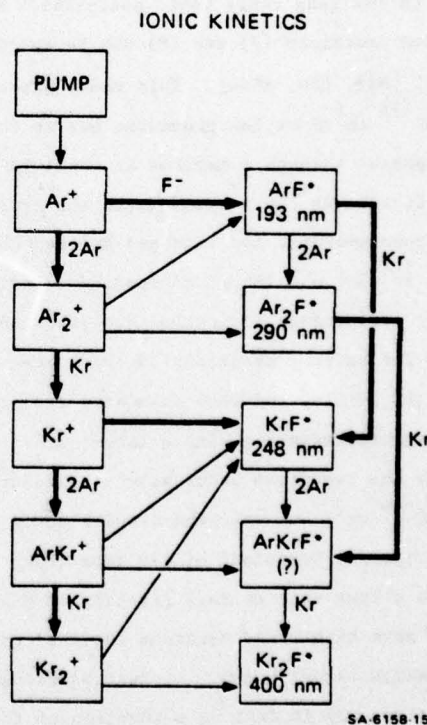 IONIC KINETICS
PUMP
Ar+
F-
ArF*
193 nm
2Ar
2Ar
Kr
Ar2+
Ar2F*
290 nm
Kr
Kr
Kr+
KrF*
248 nm
2Ar
2Ar
ArKr+
ArKrF*
(?)
Kr
Kr
Kr2+
Kr2F*
400 nm
SA-6158-15